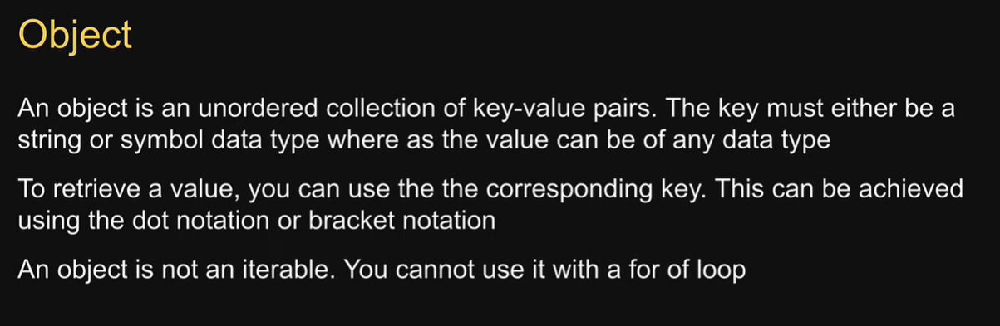 Object
An object is an unordered collection of key-value pairs. The key must either be a
string or symbol data type where as the value can be of any data type
To retrieve a value, you can use the the corresponding key. This can be achieved
using the dot notation or bracket notation
An object is not an iterable. You cannot use it with a for of loop